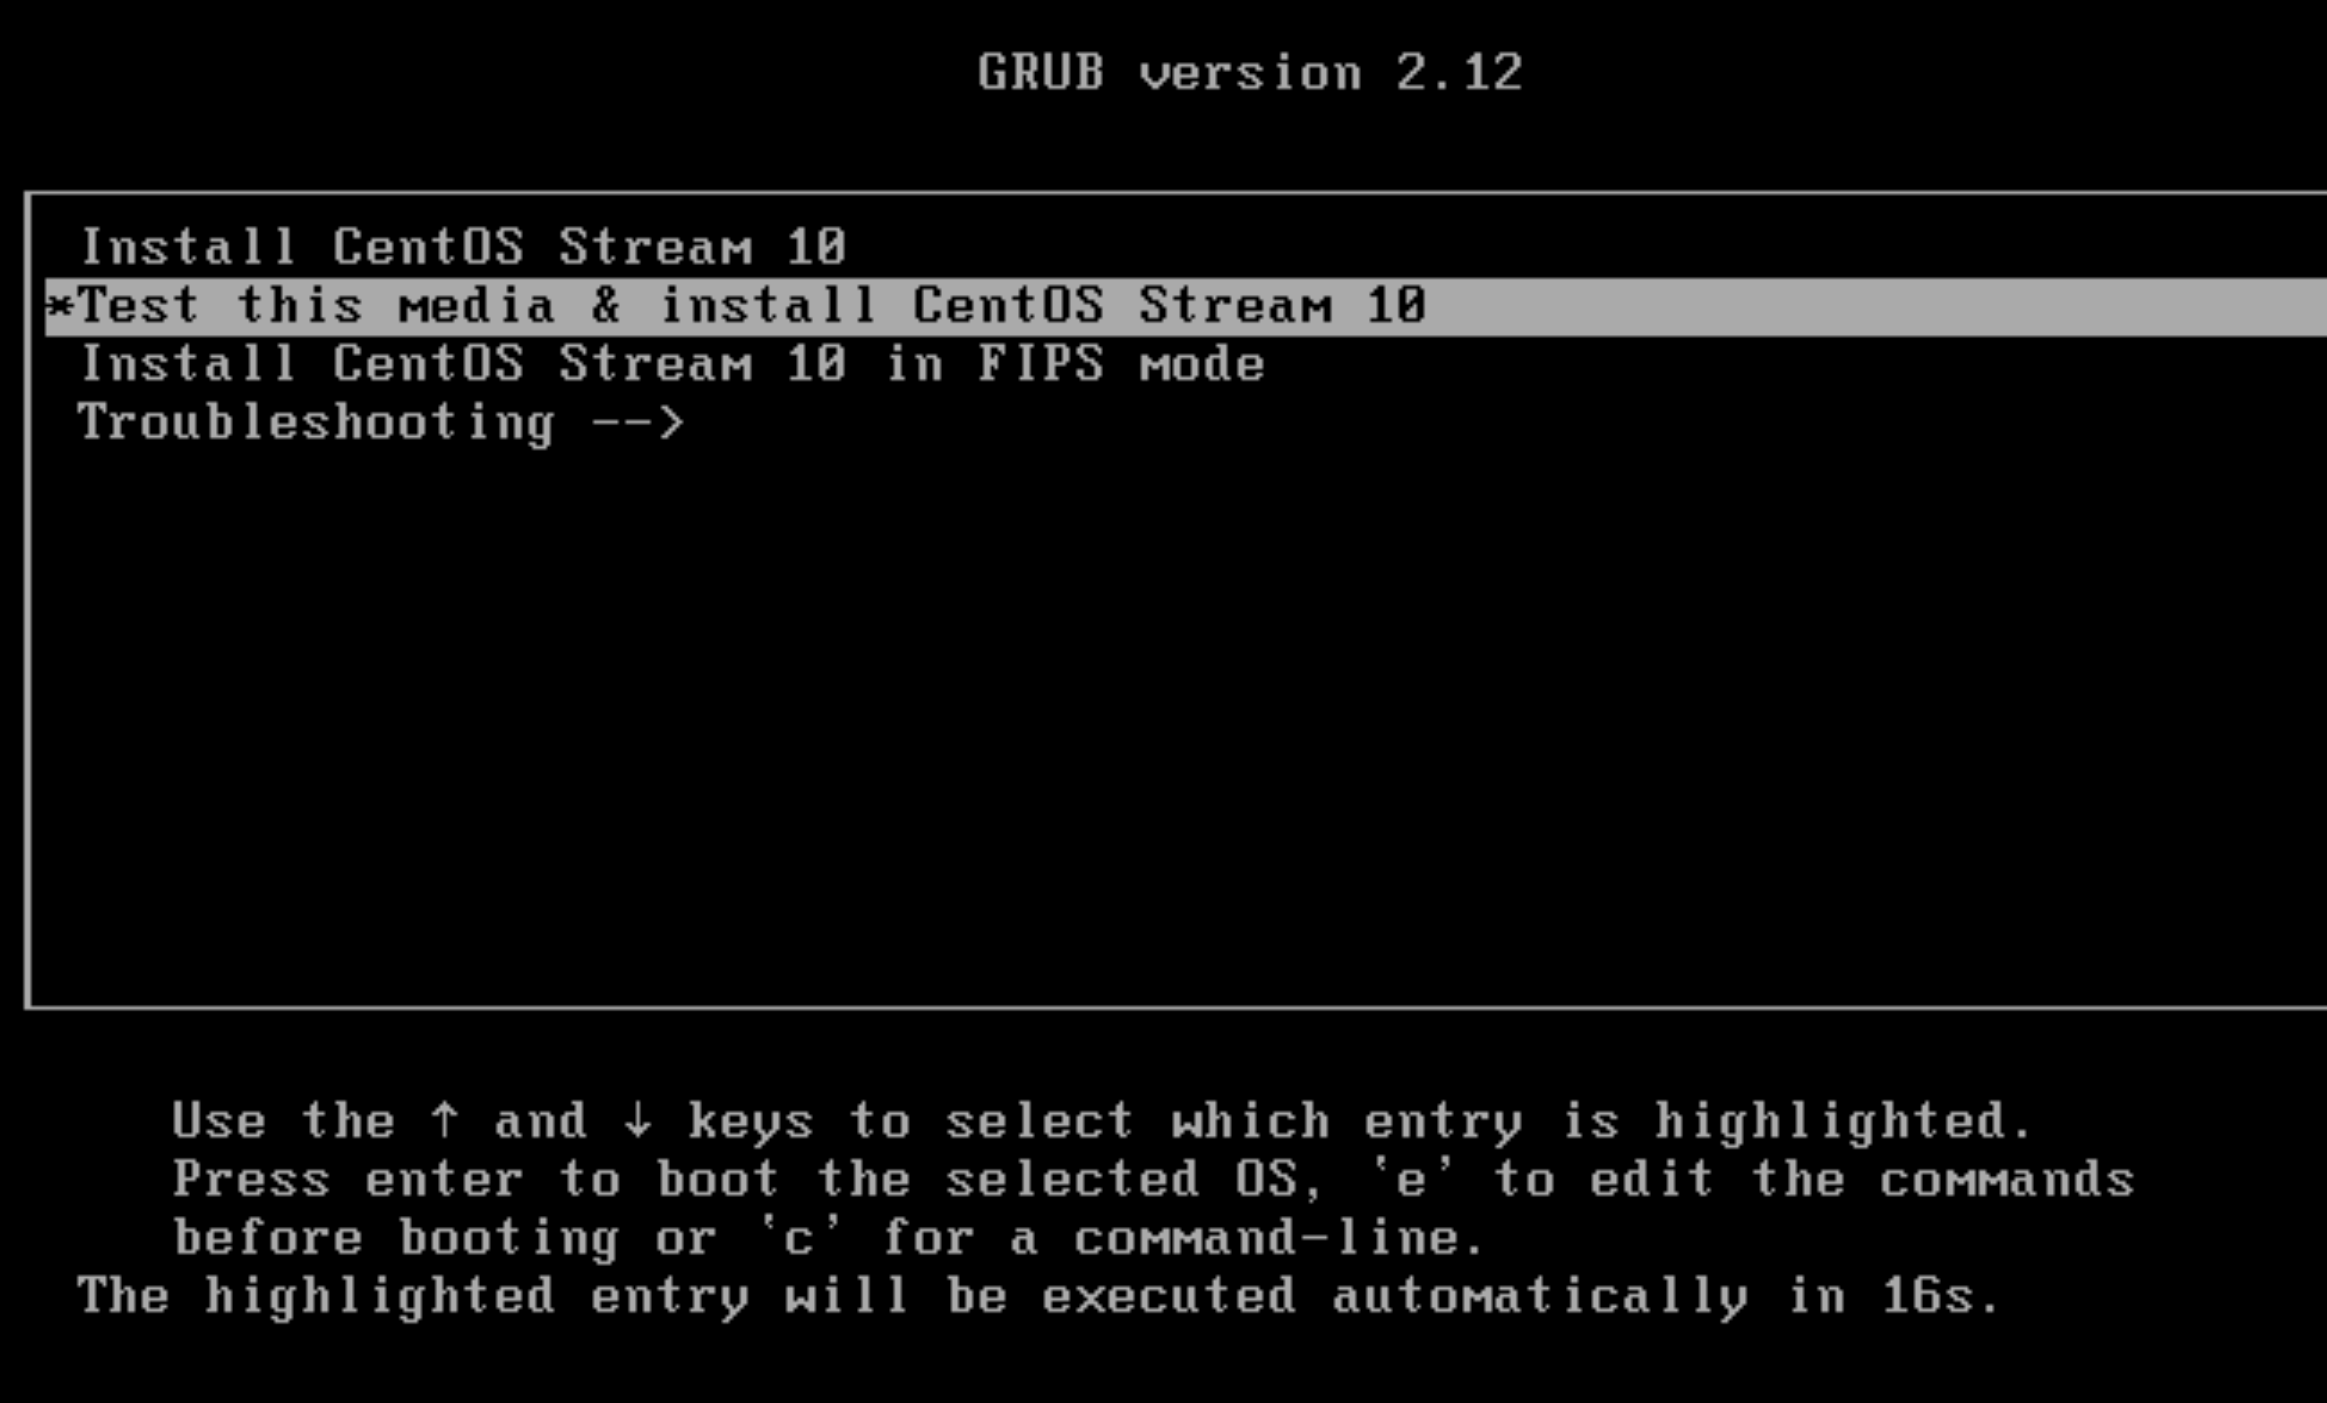 GRUB version 2.12
Install CentOS Stream 10
*Test this media & install CentOS Stream 10
Install CentOS Stream 10 in FIPS mode
Troubleshooting -->
Use the ↑ and ↓ keys to select which entry is highlighted.
Press enter to boot the selected OS, `e' to edit the commands
before booting or `c' for a command-line.
The highlighted entry will be executed automatically in 16s.